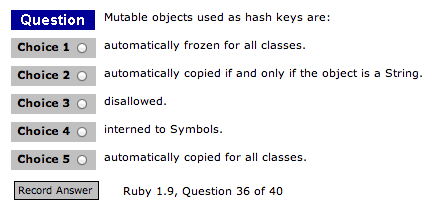 Question Mutable objects used as hash keys are:
Choice 1 automatically frozen for all classes.
Choice 2 automatically copied if and only if the object is a String.
Choice 3 disallowed.
Choice 4 interned to Symbols.
Choice 5 automatically copied for all classes.
Record Answer Ruby 1.9, Question 36 of 40